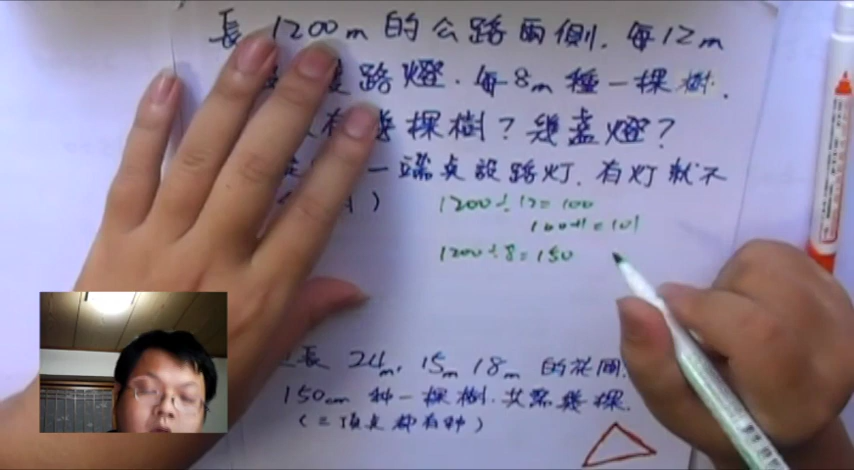 長 1200m 的公路兩側. 每12m
路燈. 每8m 種一棵樹.
棵樹? 幾盞燈?
一端点設路灯. 有灯就不
)
1200÷12=100
100+1=101
1200÷8=150
長 24m, 15m 18m 的花園.
150cm 种一棵樹. 共需幾棵.
(三頂点都有种)